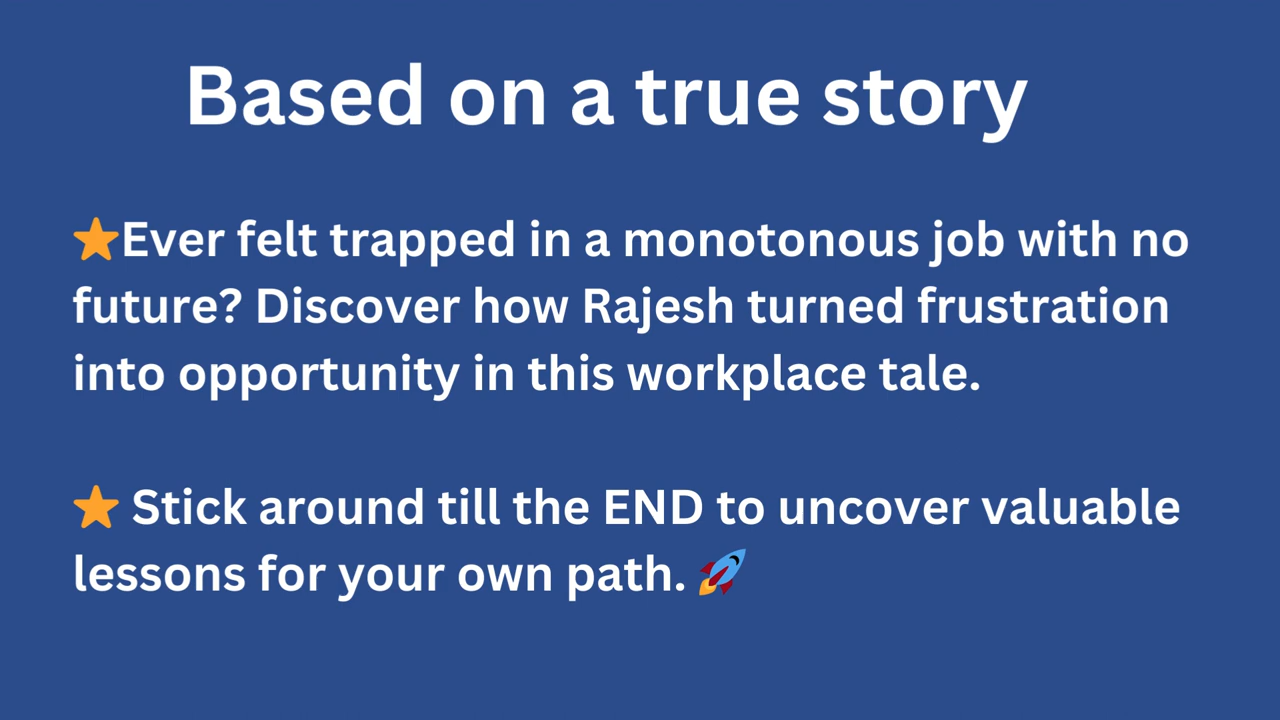 Based on a true story
⭐Ever felt trapped in a monotonous job with no
future? Discover how Rajesh turned frustration
into opportunity in this workplace tale.
⭐ Stick around till the END to uncover valuable
lessons for your own path. 🚀